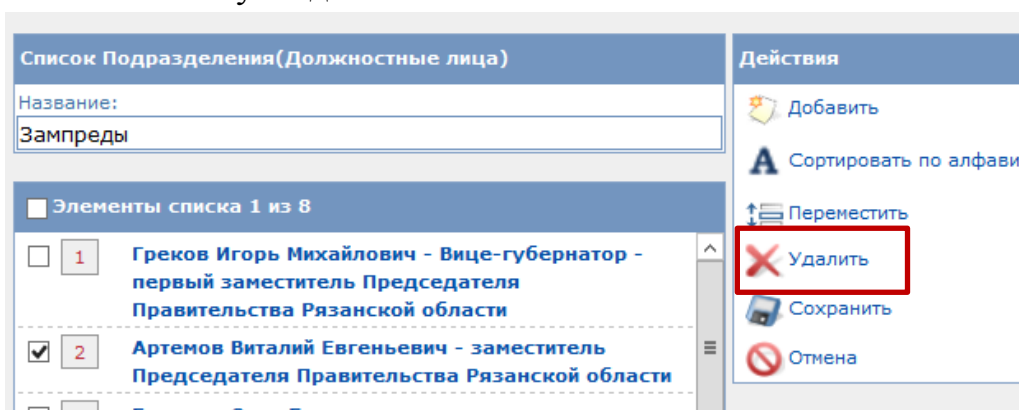 Список Подразделения(Должностные лица)
Название:
Зампреды
Элементы списка 1 из 8
1
Греков Игорь Михайлович - Вице-губернатор -
первый заместитель Председателя
Правительства Рязанской области
2
Артемов Виталий Евгеньевич - заместитель
Председателя Правительства Рязанской области
Действия
Добавить
Сортировать по алфави
Переместить
Удалить
Сохранить
Отмена